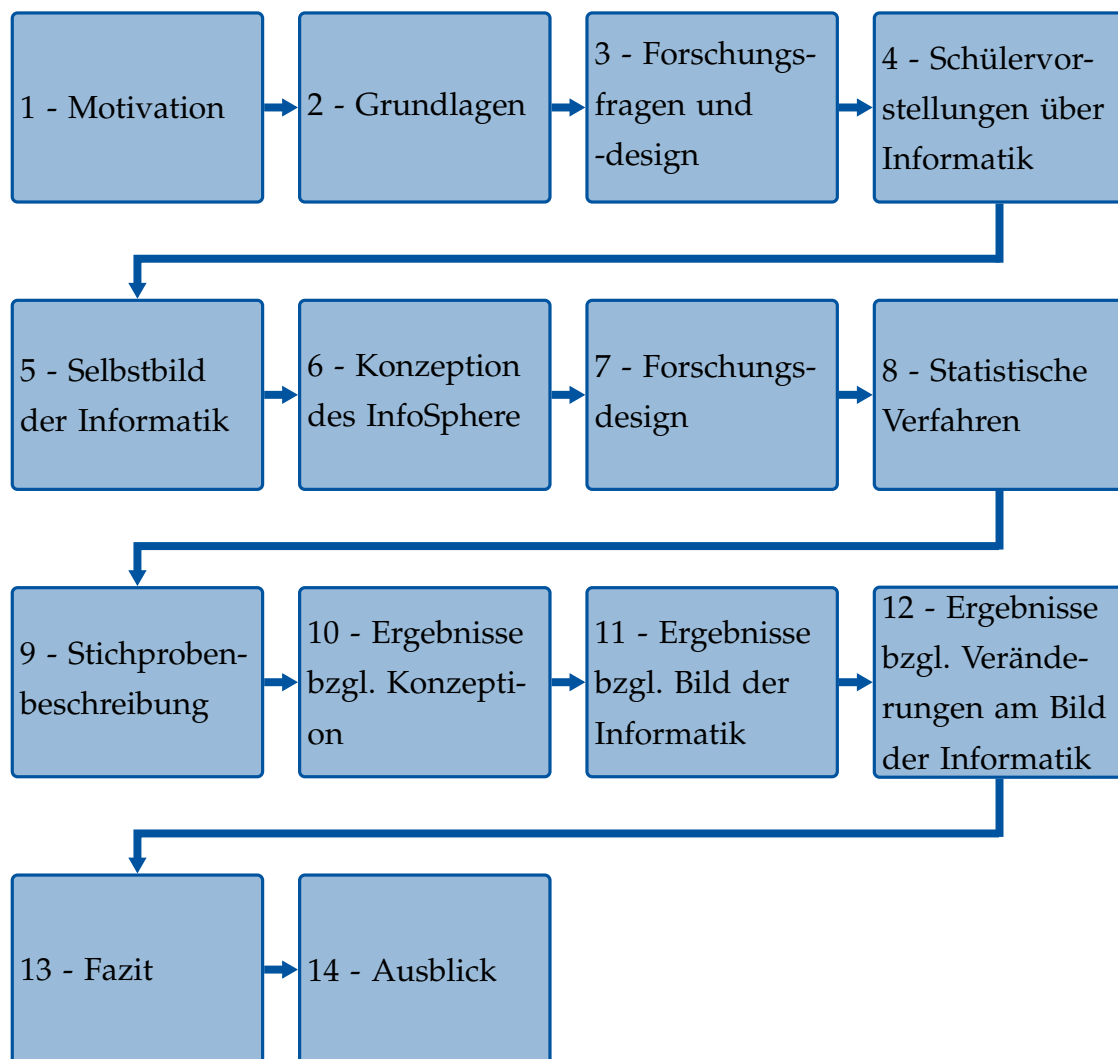 1 - Motivation
2 - Grundlagen
3 - Forschungs-
fragen und
-design
4 - Schülervor-
stellungen über
Informatik
5 - Selbstbild
der Informatik
6 - Konzeption
des InfoSphere
7 - Forschungs-
design
8 - Statistische
Verfahren
9 - Stichproben-
beschreibung
10 - Ergebnisse
bzgl. Konzepti-
on
11 - Ergebnisse
bzgl. Bild der
Informatik
12 - Ergebnisse
bzgl. Verände-
rungen am Bild
der Informatik
13 - Fazit
14 - Ausblick